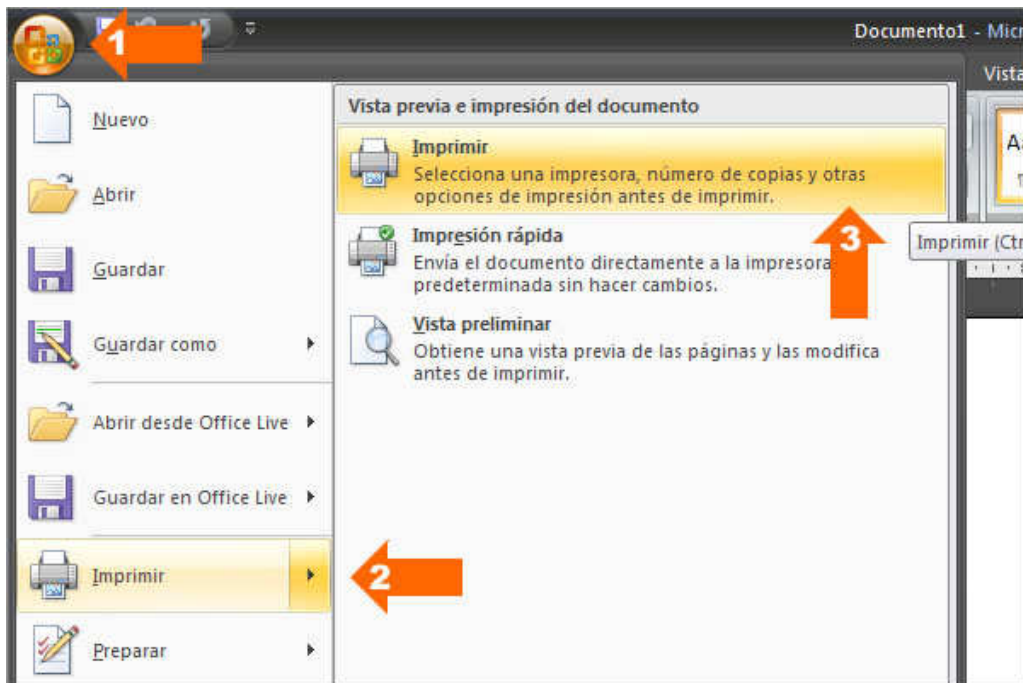 1
Documento1 - Micr
Vista
Nuevo
Abrir
Guardar
Guardar como
Abrir desde Office Live
Guardar en Office Live
Imprimir
2
Preparar
Vista previa e impresión del documento
Imprimir
Selecciona una impresora, número de copias y otras
opciones de impresión antes de imprimir.
3
Imprimir (Ctr
Impresión rápida
Envía el documento directamente a la impresora
predeterminada sin hacer cambios.
Vista preliminar
Obtiene una vista previa de las páginas y las modifica
antes de imprimir.